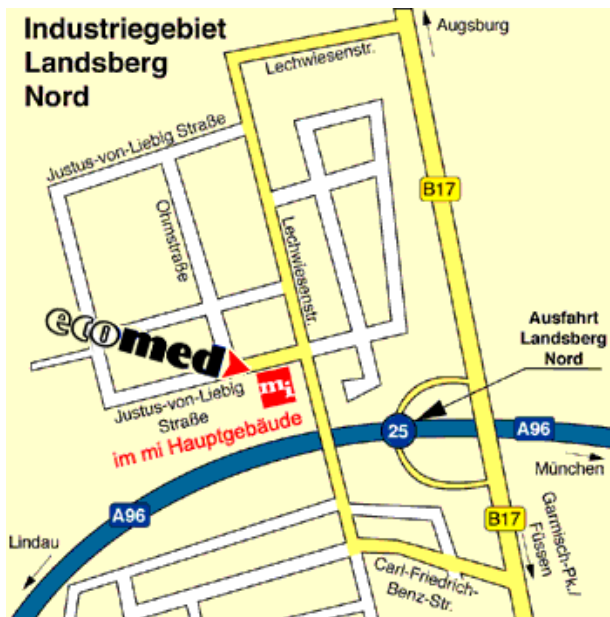 Industriegebiet
Landsberg
Nord
Augsburg
Lechwiesenstr.
Justus-von-Liebig Straße
B17
Ohmstraße
Lechwiesenstr.
ecomed
Ausfahrt
Landsberg
Nord
mi
Justus-von-Liebig
Straße
im mi Hauptgebäude
25
A96
München
A96
B17
Garmisch-Pk./
Füssen
Lindau
Carl-Friedrich-
Benz-Str.